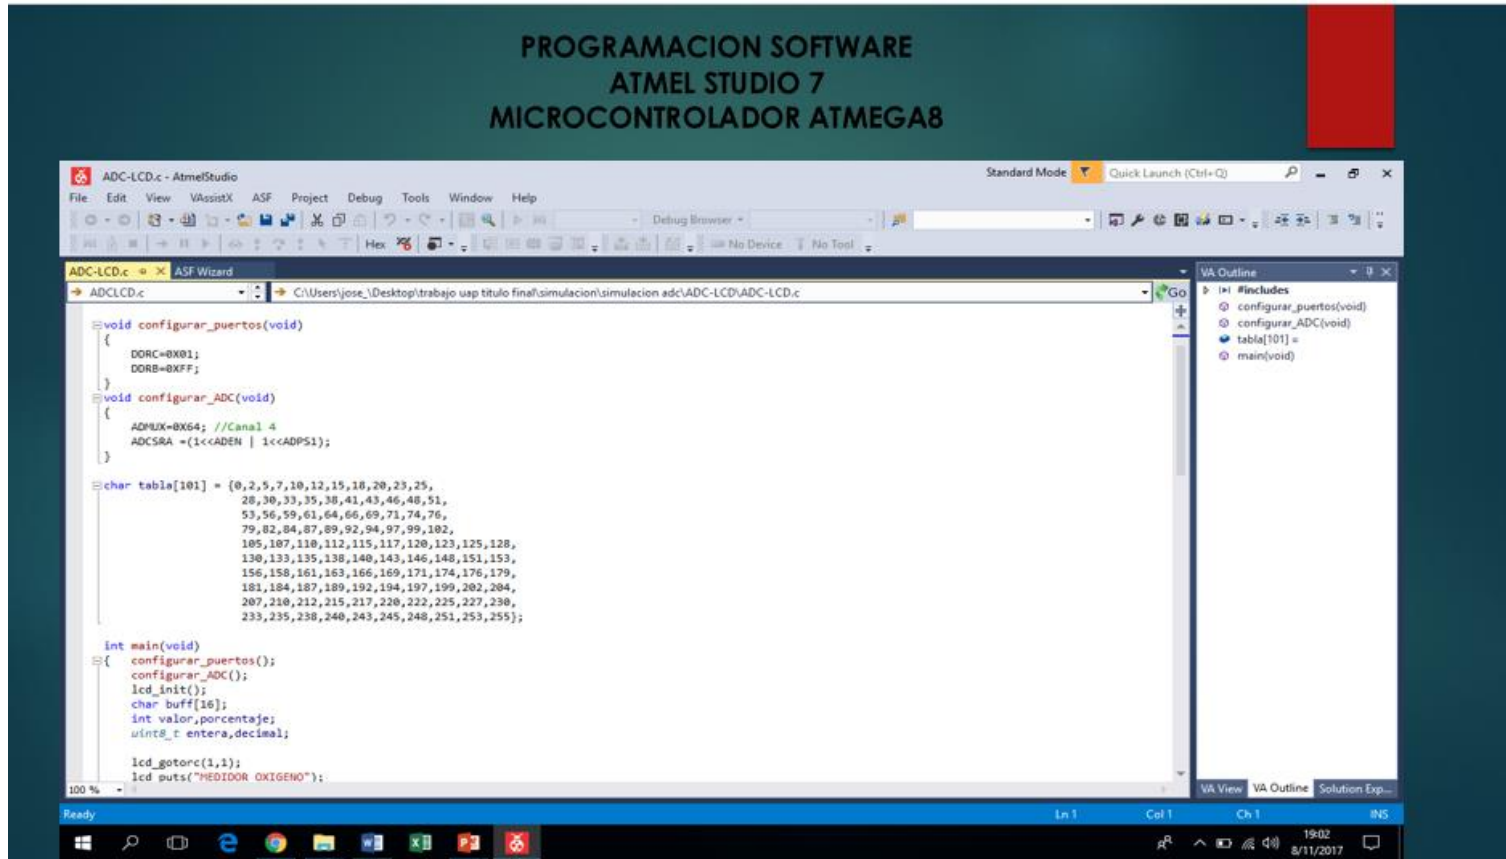 PROGRAMACION SOFTWARE
ATMEL STUDIO 7
MICROCONTROLADOR ATMEGA8
ADC-LCD.c - AtmelStudio
Standard Mode
Quick Launch (Ctrl+Q)
File Edit View VAssistX ASF Project Debug Tools Window Help
Debug Browser
Hex
No Device
No Tool
ADC-LCD.c
ASF Wizard
VA Outline
ADCLCD.c
C:\Users\jose_\Desktop\trabajo uap titulo final\simulacion\simulacion adc\ADC-LCD\ADC-LCD.c
Go
#includes
configurar_puertos(void)
configurar_ADC(void)
tabla[101] =
main(void)
void configurar_puertos(void)
{
DDRC=0X01;
DDRB=0XFF;
}
void configurar_ADC(void)
{
ADMUX=0X64; //Canal 4
ADCSRA =(1<<ADEN | 1<<ADPS1);
}
char tabla[101] = {0,2,5,7,10,12,15,18,20,23,25,
28,30,33,35,38,41,43,46,48,51,
53,56,59,61,64,66,69,71,74,76,
79,82,84,87,89,92,94,97,99,102,
105,107,110,112,115,117,120,123,125,128,
130,133,135,138,140,143,146,148,151,153,
156,158,161,163,166,169,171,174,176,179,
181,184,187,189,192,194,197,199,202,204,
207,210,212,215,217,220,222,225,227,230,
233,235,238,240,243,245,248,251,253,255};
int main(void)
{ configurar_puertos();
configurar_ADC();
lcd_init();
char buff[16];
int valor,porcentaje;
uint8_t entera,decimal;
lcd_gotorc(1,1);
lcd_puts("MEDIDOR OXIGENO");
100 %
VA View VA Outline Solution Exp...
Ready
Ln 1
Col 1
Ch 1
INS
19:02
8/11/2017